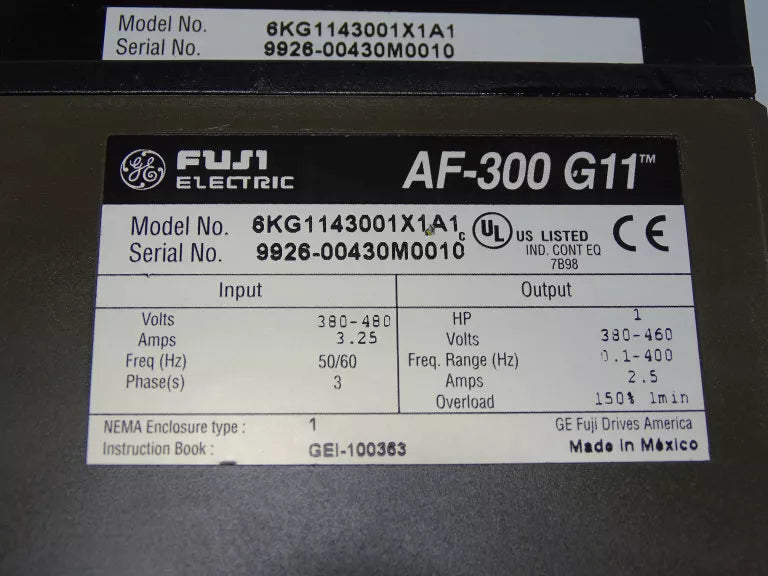 Model No. 6KG1143001X1A1
Serial No. 9926-00430M0010
GE FUJI ELECTRIC AF-300 G11™
Model No. 6KG1143001X1A1
Serial No. 9926-00430M0010
c UL US LISTED CE
IND. CONT EQ
7B98
Input Output
Volts 380-480 HP 1
Amps 3.25 Volts 380-460
Freq (Hz) 50/60 Freq. Range (Hz) 0.1-400
Phase(s) 3 Amps 2.5
Overload 150% 1min
NEMA Enclosure type : 1 GE Fuji Drives America
Instruction Book : GEI-100363 Made in México